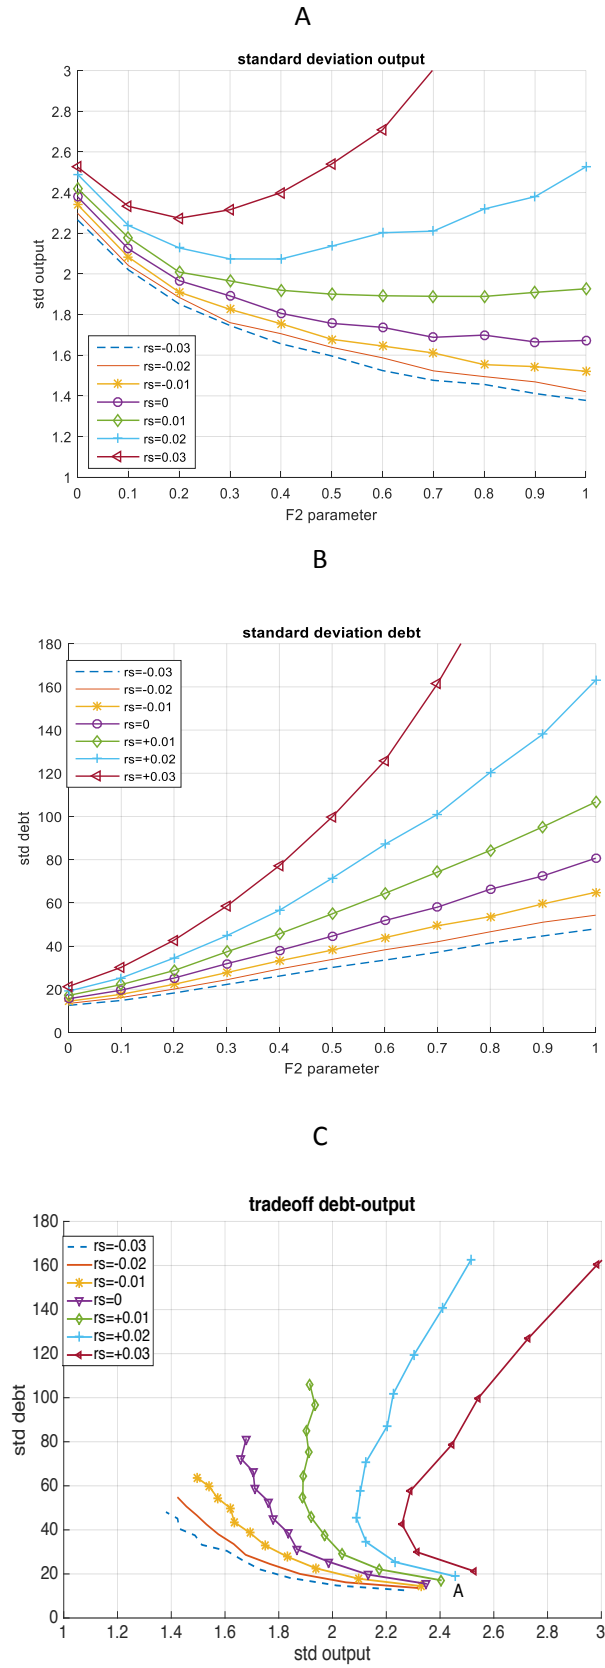 A
standard deviation output
3
2.8
2.6
2.4
2.2
2
1.8
1.6
1.4
1.2
1
std output
rs=-0.03
rs=-0.02
rs=-0.01
rs=0
rs=0.01
rs=0.02
rs=0.03
0 0.1 0.2 0.3 0.4 0.5 0.6 0.7 0.8 0.9 1
F2 parameter
B
standard deviation debt
180
160
140
120
100
80
60
40
20
0
std debt
rs=-0.03
rs=-0.02
rs=-0.01
rs=0
rs=+0.01
rs=+0.02
rs=+0.03
0 0.1 0.2 0.3 0.4 0.5 0.6 0.7 0.8 0.9 1
F2 parameter
C
tradeoff debt-output
180
160
140
120
100
80
60
40
20
0
std debt
rs=-0.03
rs=-0.02
rs=-0.01
rs=0
rs=+0.01
rs=+0.02
rs=+0.03
A
1 1.2 1.4 1.6 1.8 2 2.2 2.4 2.6 2.8 3
std output